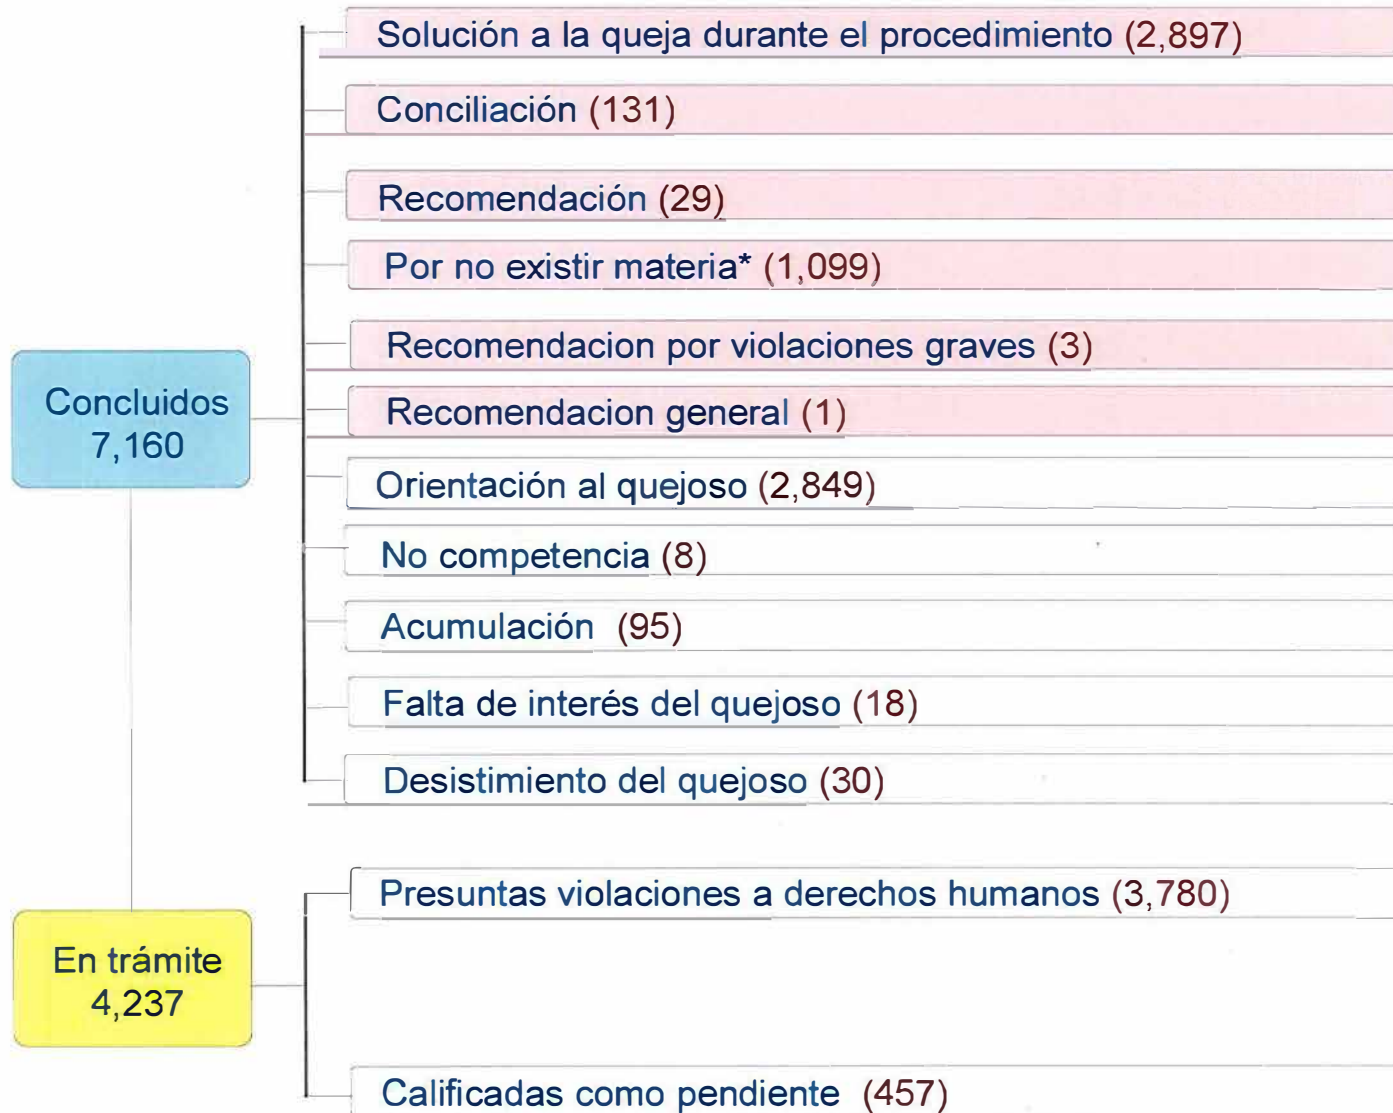 Solución a la queja durante el procedimiento (2,897)
Conciliación (131)
Recomendación (29)
Por no existir materia* (1,099)
Recomendacion por violaciones graves (3)
Recomendacion general (1)
Concluidos
7,160
Orientación al quejoso (2,849)
No competencia (8)
Acumulación (95)
Falta de interés del quejoso (18)
Desistimiento del quejoso (30)
Presuntas violaciones a derechos humanos (3,780)
En trámite
4,237
Calificadas como pendiente (457)